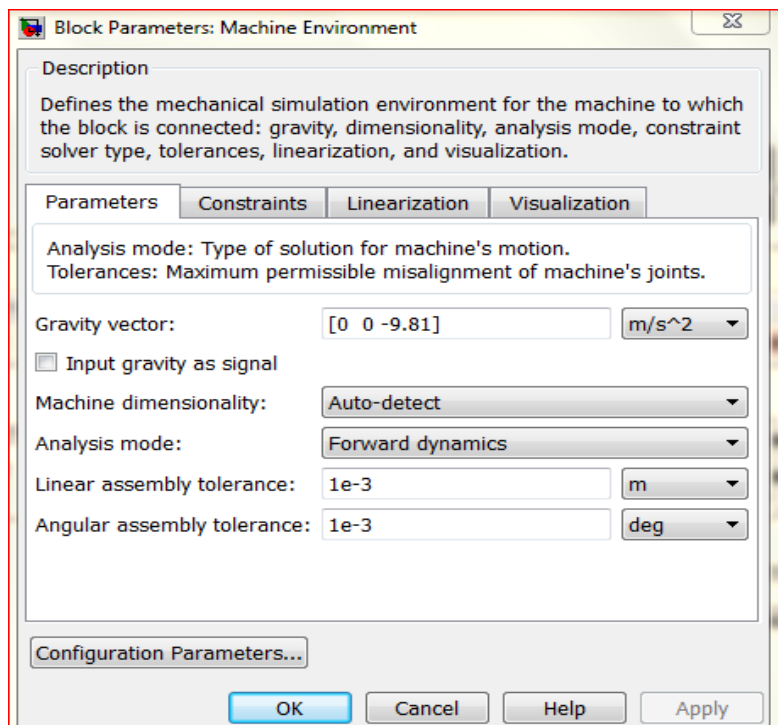 Block Parameters: Machine Environment
Description
Defines the mechanical simulation environment for the machine to which
the block is connected: gravity, dimensionality, analysis mode, constraint
solver type, tolerances, linearization, and visualization.
Parameters Constraints Linearization Visualization
Analysis mode: Type of solution for machine's motion.
Tolerances: Maximum permissible misalignment of machine's joints.
Gravity vector: [0 0 -9.81] m/s^2
Input gravity as signal
Machine dimensionality: Auto-detect
Analysis mode: Forward dynamics
Linear assembly tolerance: 1e-3 m
Angular assembly tolerance: 1e-3 deg
Configuration Parameters...
OK Cancel Help Apply